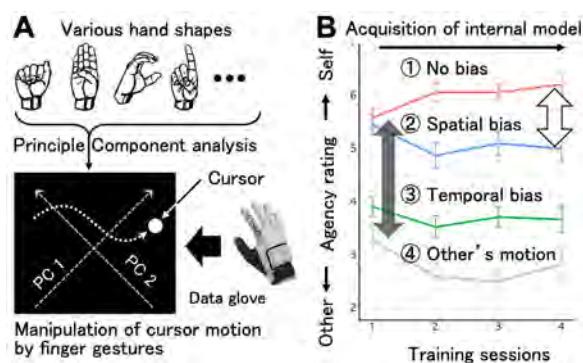 A
Various hand shapes
Principle Component analysis
Cursor
PC 1
PC 2
Data glove
Manipulation of cursor motion
by finger gestures
B
Acquisition of internal model
Other ← Agency rating → Self
7
6
5
4
3
2
① No bias
② Spatial bias
③ Temporal bias
④ Other's motion
1 2 3 4
Training sessions